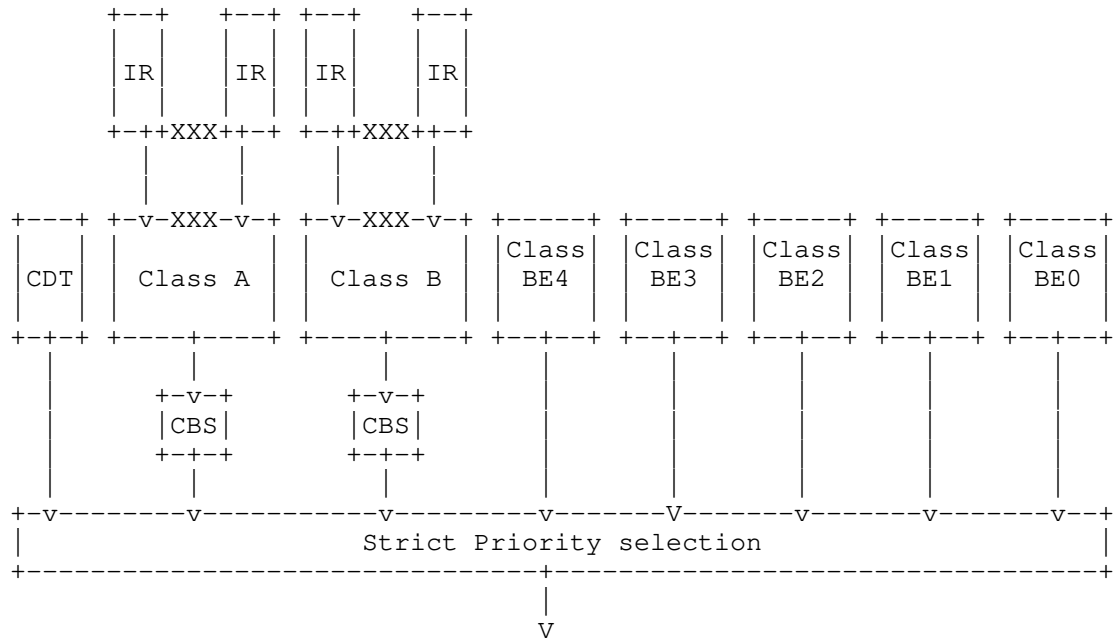 IR IR IR IR
XXX XXX
v XXX v v XXX v
Class Class Class Class Class
CDT Class A Class B BE4 BE3 BE2 BE1 BE0
v v
CBS CBS
v v v v V v v v
Strict Priority selection
V